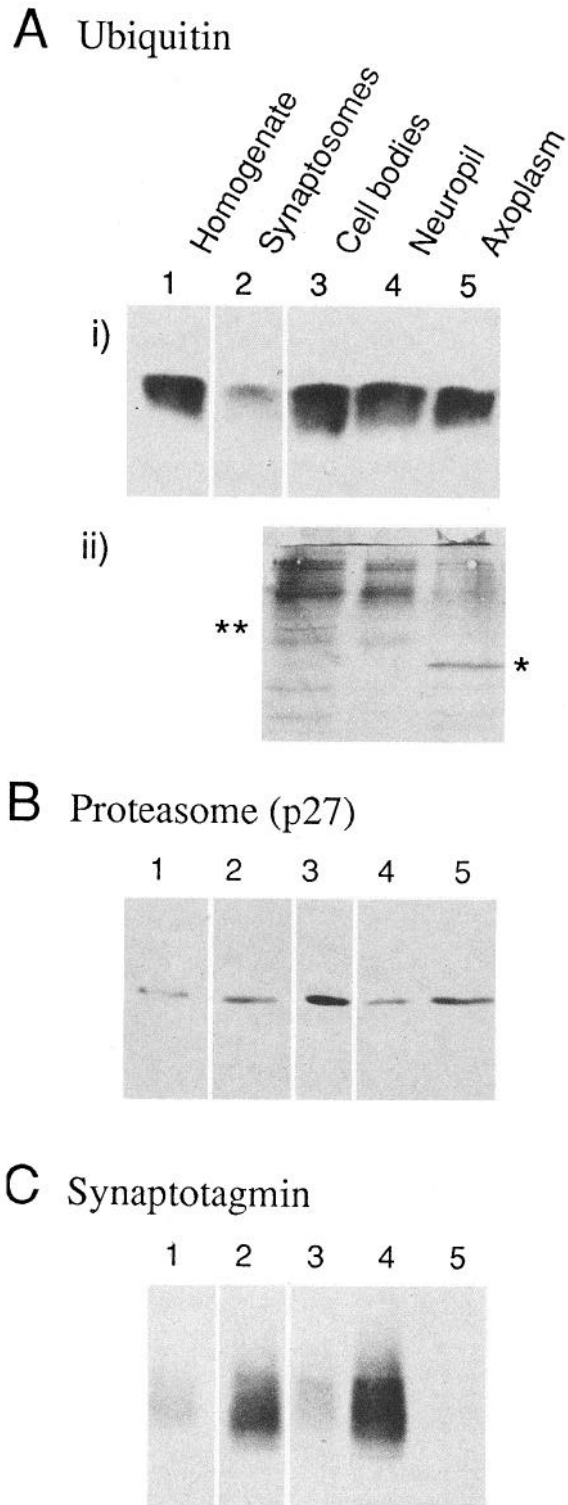 A Ubiquitin
Homogenate
Synaptosomes
Cell bodies
Neuropil
Axoplasm
1 2 3 4 5
i)
ii)
**
*
B Proteasome (p27)
1 2 3 4 5
C Synaptotagmin
1 2 3 4 5